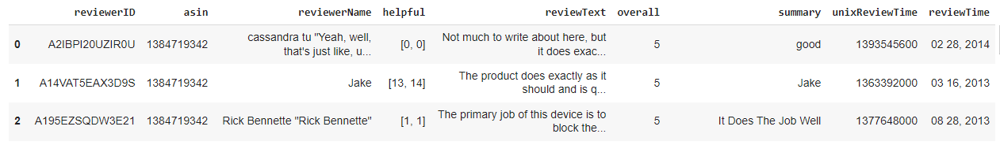 reviewerID asin reviewerName helpful reviewText overall summary unixReviewTime reviewTime
0 A2IBPI20UZIR0U 1384719342 cassandra tu "Yeah, well, that's just like, u... [0, 0] Not much to write about here, but it does exac... 5 good 1393545600 02 28, 2014
1 A14VAT5EAX3D9S 1384719342 Jake [13, 14] The product does exactly as it should and is q... 5 Jake 1363392000 03 16, 2013
2 A195EZSQDW3E21 1384719342 Rick Bennette "Rick Bennette" [1, 1] The primary job of this device is to block the... 5 It Does The Job Well 1377648000 08 28, 2013